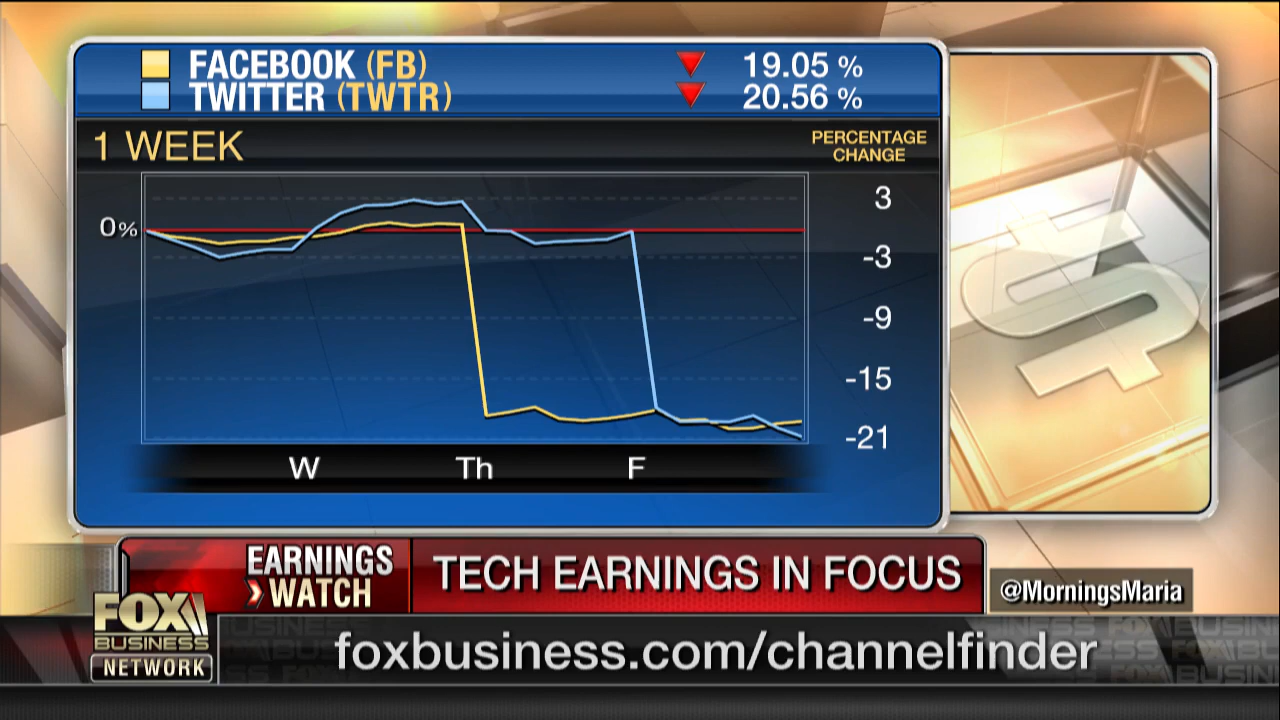 FACEBOOK (FB) 19.05 %
TWITTER (TWTR) 20.56 %
1 WEEK
PERCENTAGE
CHANGE
3
0%
-3
-9
-15
-21
W Th F
EARNINGS
WATCH
TECH EARNINGS IN FOCUS
@MorningsMaria
FOX
BUSINESS
NETWORK
foxbusiness.com/channelfinder